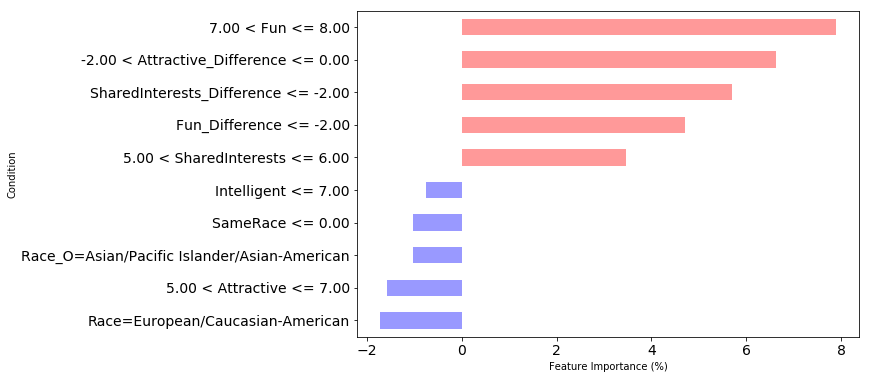 7.00 < Fun <= 8.00
-2.00 < Attractive_Difference <= 0.00
SharedInterests_Difference <= -2.00
Fun_Difference <= -2.00
5.00 < SharedInterests <= 6.00
Condition
Intelligent <= 7.00
SameRace <= 0.00
Race_O=Asian/Pacific Islander/Asian-American
5.00 < Attractive <= 7.00
Race=European/Caucasian-American
−2 0 2 4 6 8
Feature Importance (%)